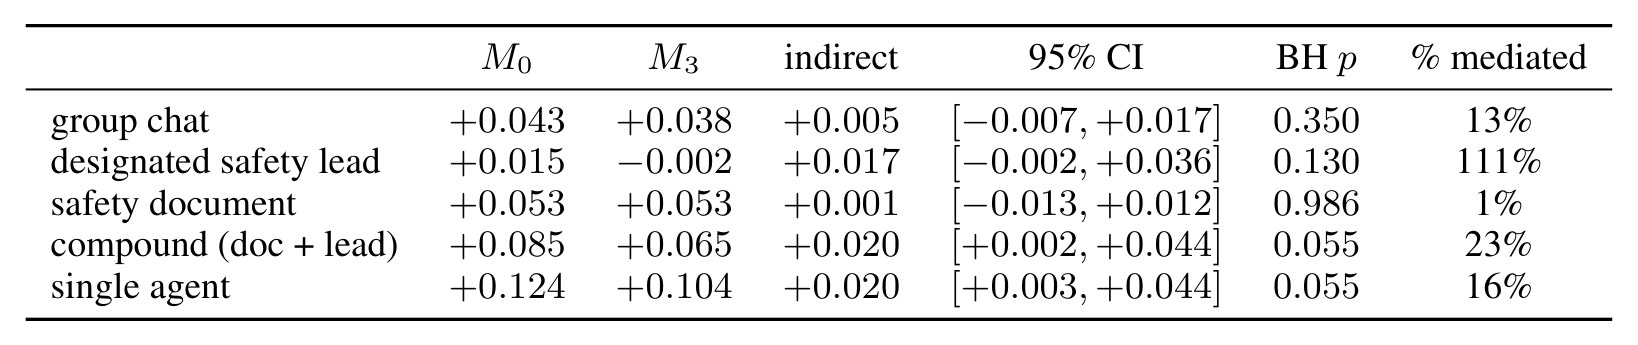 M₀ M₃ indirect 95% CI BH p % mediated
group chat +0.043 +0.038 +0.005 [−0.007, +0.017] 0.350 13%
designated safety lead +0.015 −0.002 +0.017 [−0.002, +0.036] 0.130 111%
safety document +0.053 +0.053 +0.001 [−0.013, +0.012] 0.986 1%
compound (doc + lead) +0.085 +0.065 +0.020 [+0.002, +0.044] 0.055 23%
single agent +0.124 +0.104 +0.020 [+0.003, +0.044] 0.055 16%